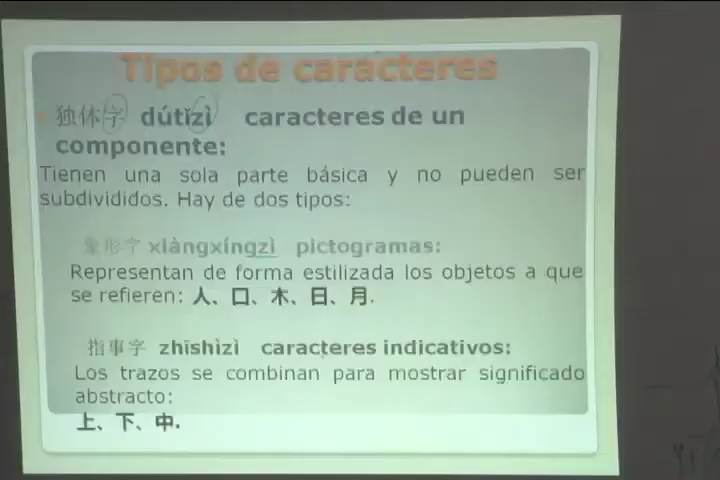 Tipos de caracteres
独体字 dútǐzì caracteres de un
componente:
Tienen una sola parte básica y no pueden ser
subdivididos. Hay de dos tipos:
象形字 xiàngxíngzì pictogramas:
Representan de forma estilizada los objetos a que
se refieren: 人、口、木、日、月.
指事字 zhǐshìzì caracteres indicativos:
Los trazos se combinan para mostrar significado
abstracto:
上、下、中.